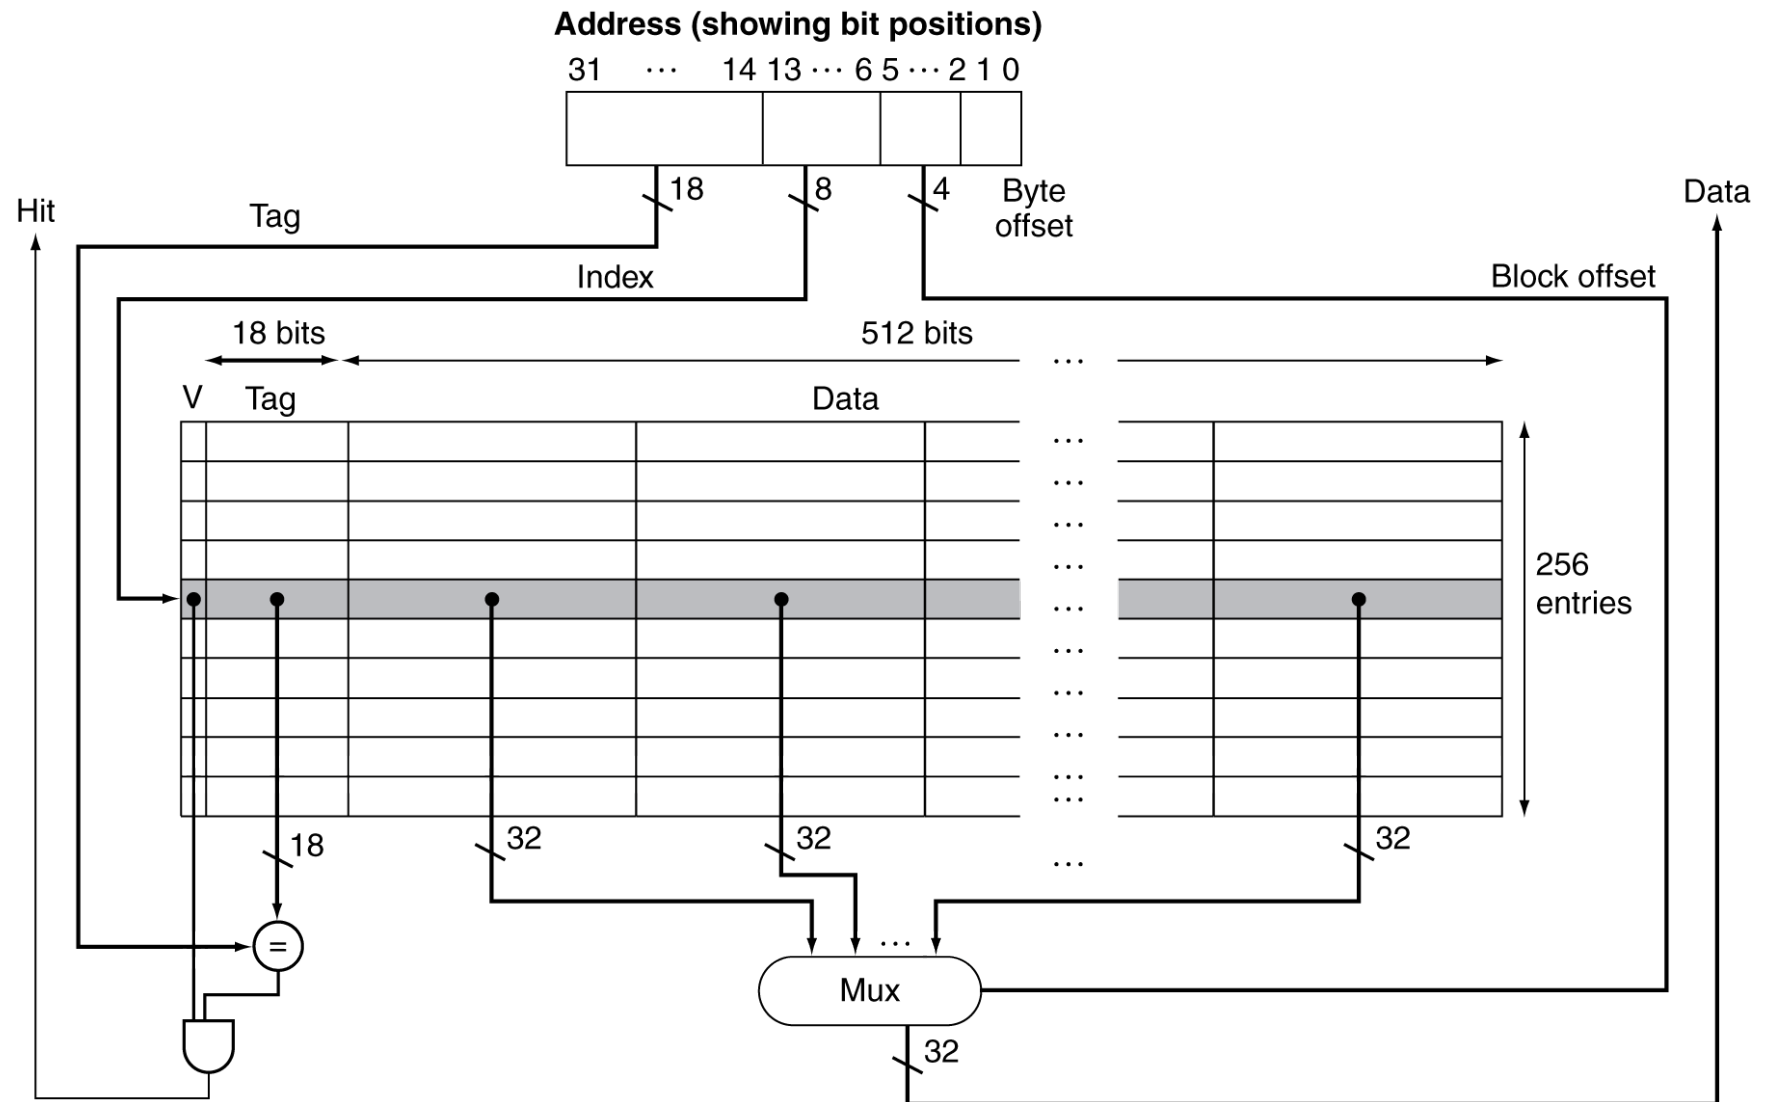 Address (showing bit positions)
31 ··· 14 13 ··· 6 5 ··· 2 1 0
18
8
4
Byte
offset
Hit
Tag
Data
Index
Block offset
18 bits
512 bits
···
V
Tag
Data
···
···
···
···
···
···
···
···
···
···
256
entries
18
32
32
···
32
=
···
Mux
32